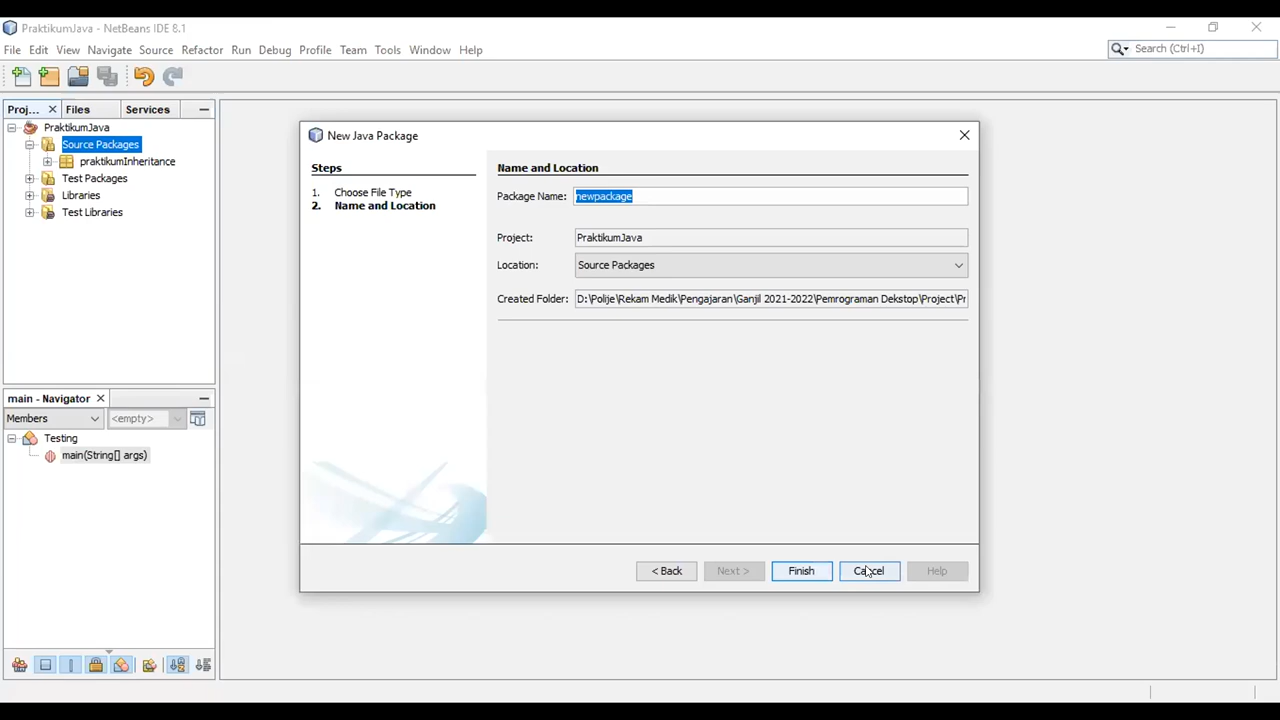 PraktikumJava - NetBeans IDE 8.1
File Edit View Navigate Source Refactor Run Debug Profile Team Tools Window Help
Search (Ctrl+I)
Proj... Files Services
PraktikumJava
Source Packages
praktikumInheritance
Test Packages
Libraries
Test Libraries
main - Navigator
Members <empty>
Testing
main(String[] args)
New Java Package
Steps
1. Choose File Type
2. Name and Location
Name and Location
Package Name: newpackage
Project: PraktikumJava
Location: Source Packages
Created Folder: D:\Polije\Rekam Medik\Pengajaran\Ganjil 2021-2022\Pemrograman Dekstop\Project\Pr
< Back Next > Finish Cancel Help